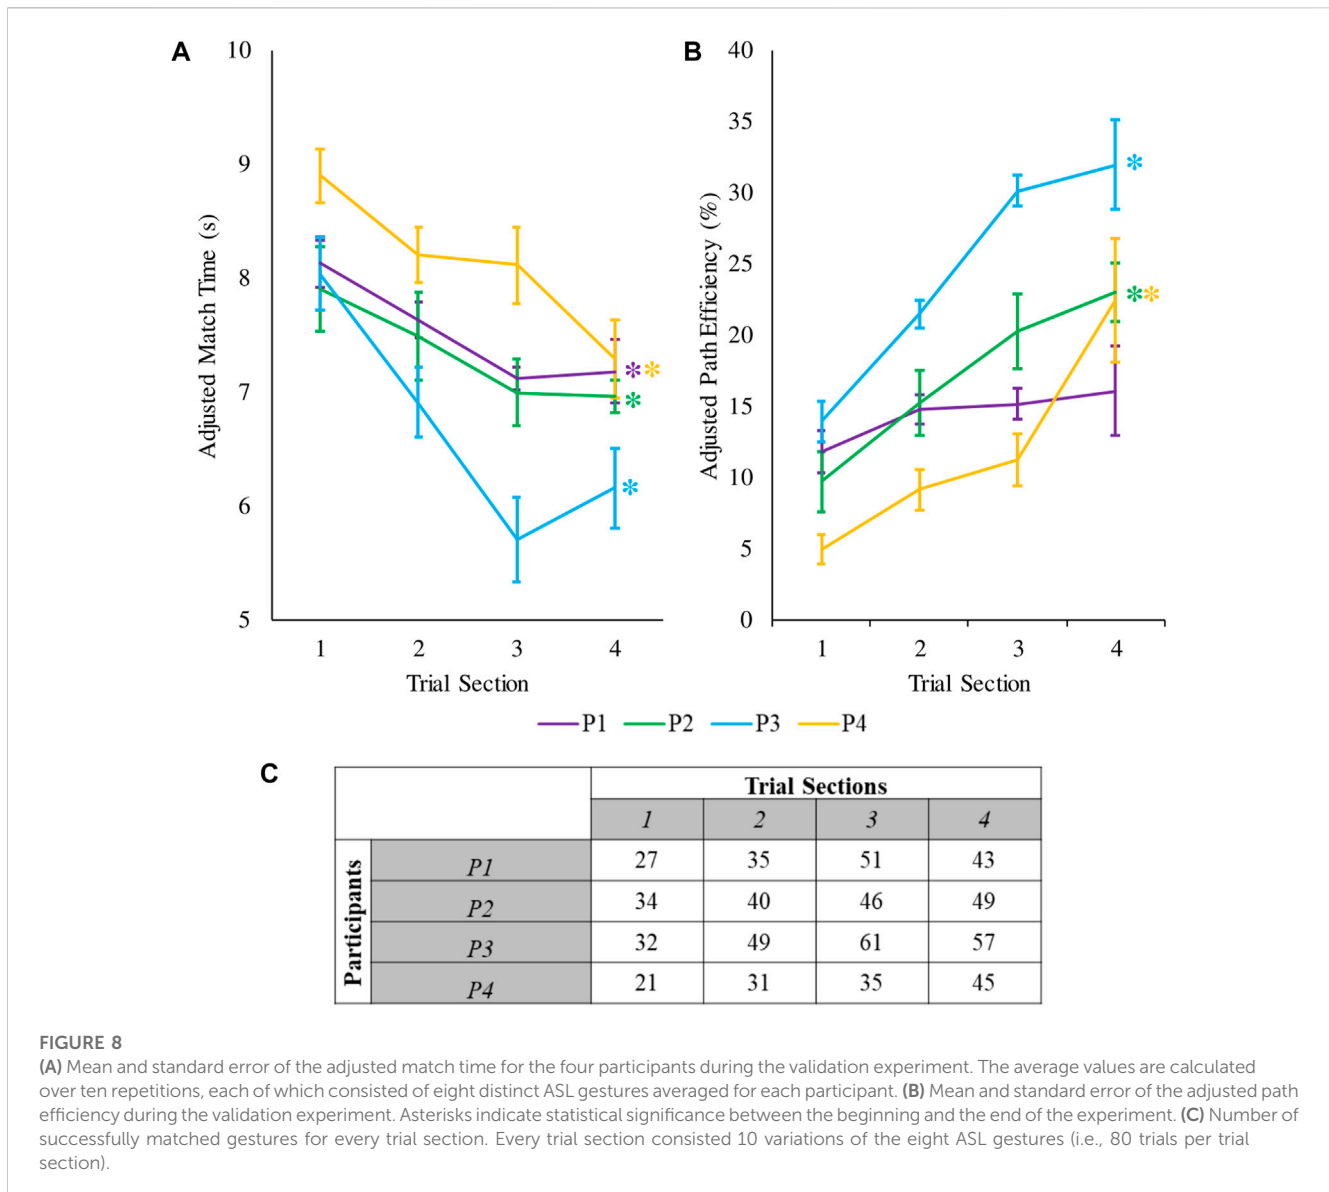 A
10
9
8
7
6
5
Adjusted Match Time (s)
1 2 3 4
Trial Section
B
40
35
30
25
20
15
10
5
0
Adjusted Path Efficiency (%)
1 2 3 4
Trial Section
P1 P2 P3 P4
C
Trial Sections
1 2 3 4
Participants
P1 27 35 51 43
P2 34 40 46 49
P3 32 49 61 57
P4 21 31 35 45
FIGURE 8
(A) Mean and standard error of the adjusted match time for the four participants during the validation experiment. The average values are calculated
over ten repetitions, each of which consisted of eight distinct ASL gestures averaged for each participant. (B) Mean and standard error of the adjusted path
efficiency during the validation experiment. Asterisks indicate statistical significance between the beginning and the end of the experiment. (C) Number of
successfully matched gestures for every trial section. Every trial section consisted 10 variations of the eight ASL gestures (i.e., 80 trials per trial
section).